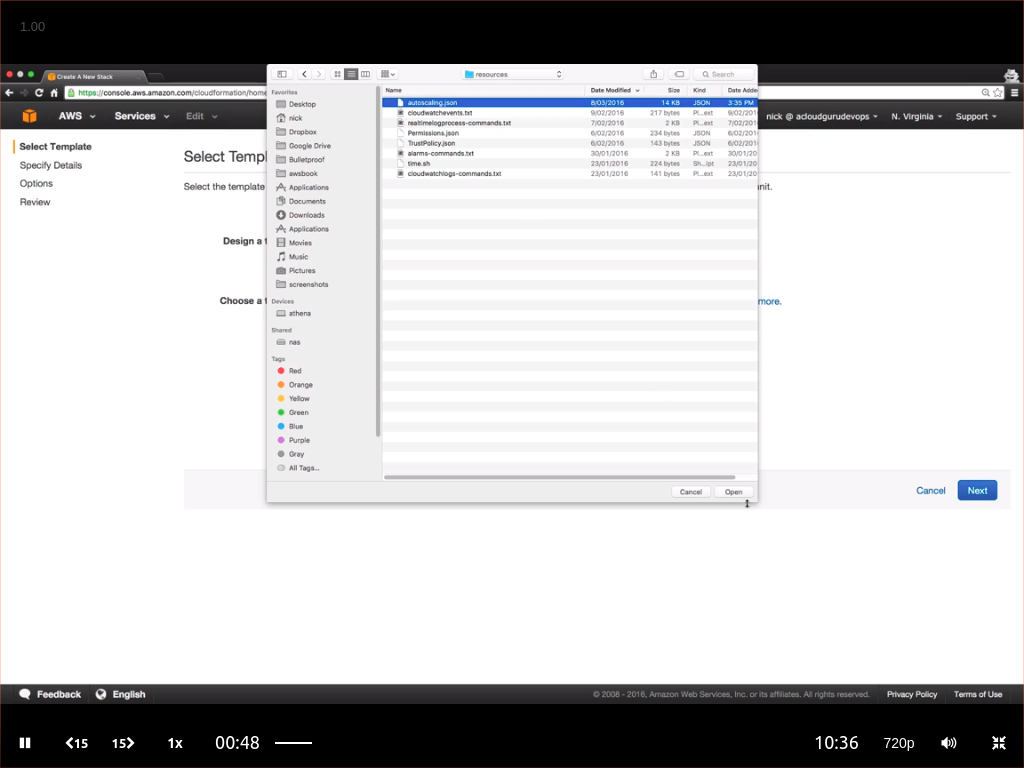 1.00
Create A New Stack
resources
Search
https://console.aws.amazon.com/cloudformation/home
AWS
Services
Edit
nick @ acloudgurudevops
N. Virginia
Support
Select Template
Specify Details
Options
Review
Select Templ
Select the template
nit.
Design a t
Choose a t
more.
Favorites
Desktop
nick
Dropbox
Google Drive
Bulletproof
awsbook
Applications
Documents
Downloads
Applications
Movies
Music
Pictures
screenshots
Devices
athena
Shared
nas
Tags
Red
Orange
Yellow
Green
Blue
Purple
Gray
All Tags...
Name Date Modified Size Kind Date Adde
autoscaling.json 8/03/2016 14 KB JSON 3:35 PM
cloudwatchevents.txt 9/02/2016 217 bytes Pl...ext 9/02/20
realtimelogprocess-commands.txt 7/02/2016 2 KB Pl...ext 7/02/201
Permissions.json 6/02/2016 234 bytes JSON 6/02/20
TrustPolicy.json 6/02/2016 143 bytes JSON 6/02/20
alarms-commands.txt 30/01/2016 2 KB Pl...ext 30/01/20
time.sh 23/01/2016 224 bytes Sh...ipt 23/01/20
cloudwatchlogs-commands.txt 23/01/2016 141 bytes Pl...ext 23/01/20
Cancel
Open
Cancel
Next
Feedback
English
© 2008 - 2016, Amazon Web Services, Inc. or its affiliates. All rights reserved.
Privacy Policy
Terms of Use
15
15
1x
00:48
10:36
720p